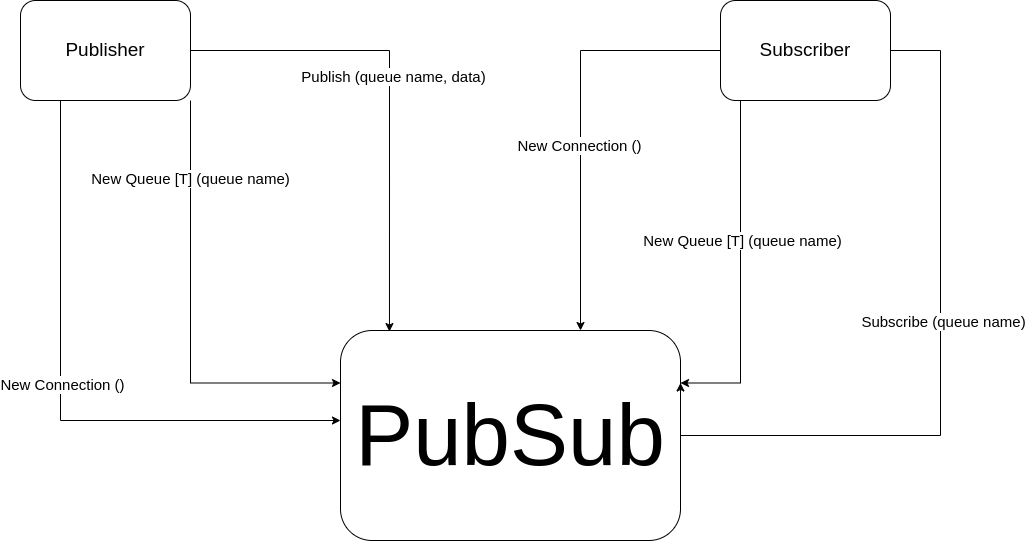 Publisher
Subscriber
Publish (queue name, data)
New Connection ()
New Queue [T] (queue name)
New Queue [T] (queue name)
Subscribe (queue name)
New Connection ()
PubSub